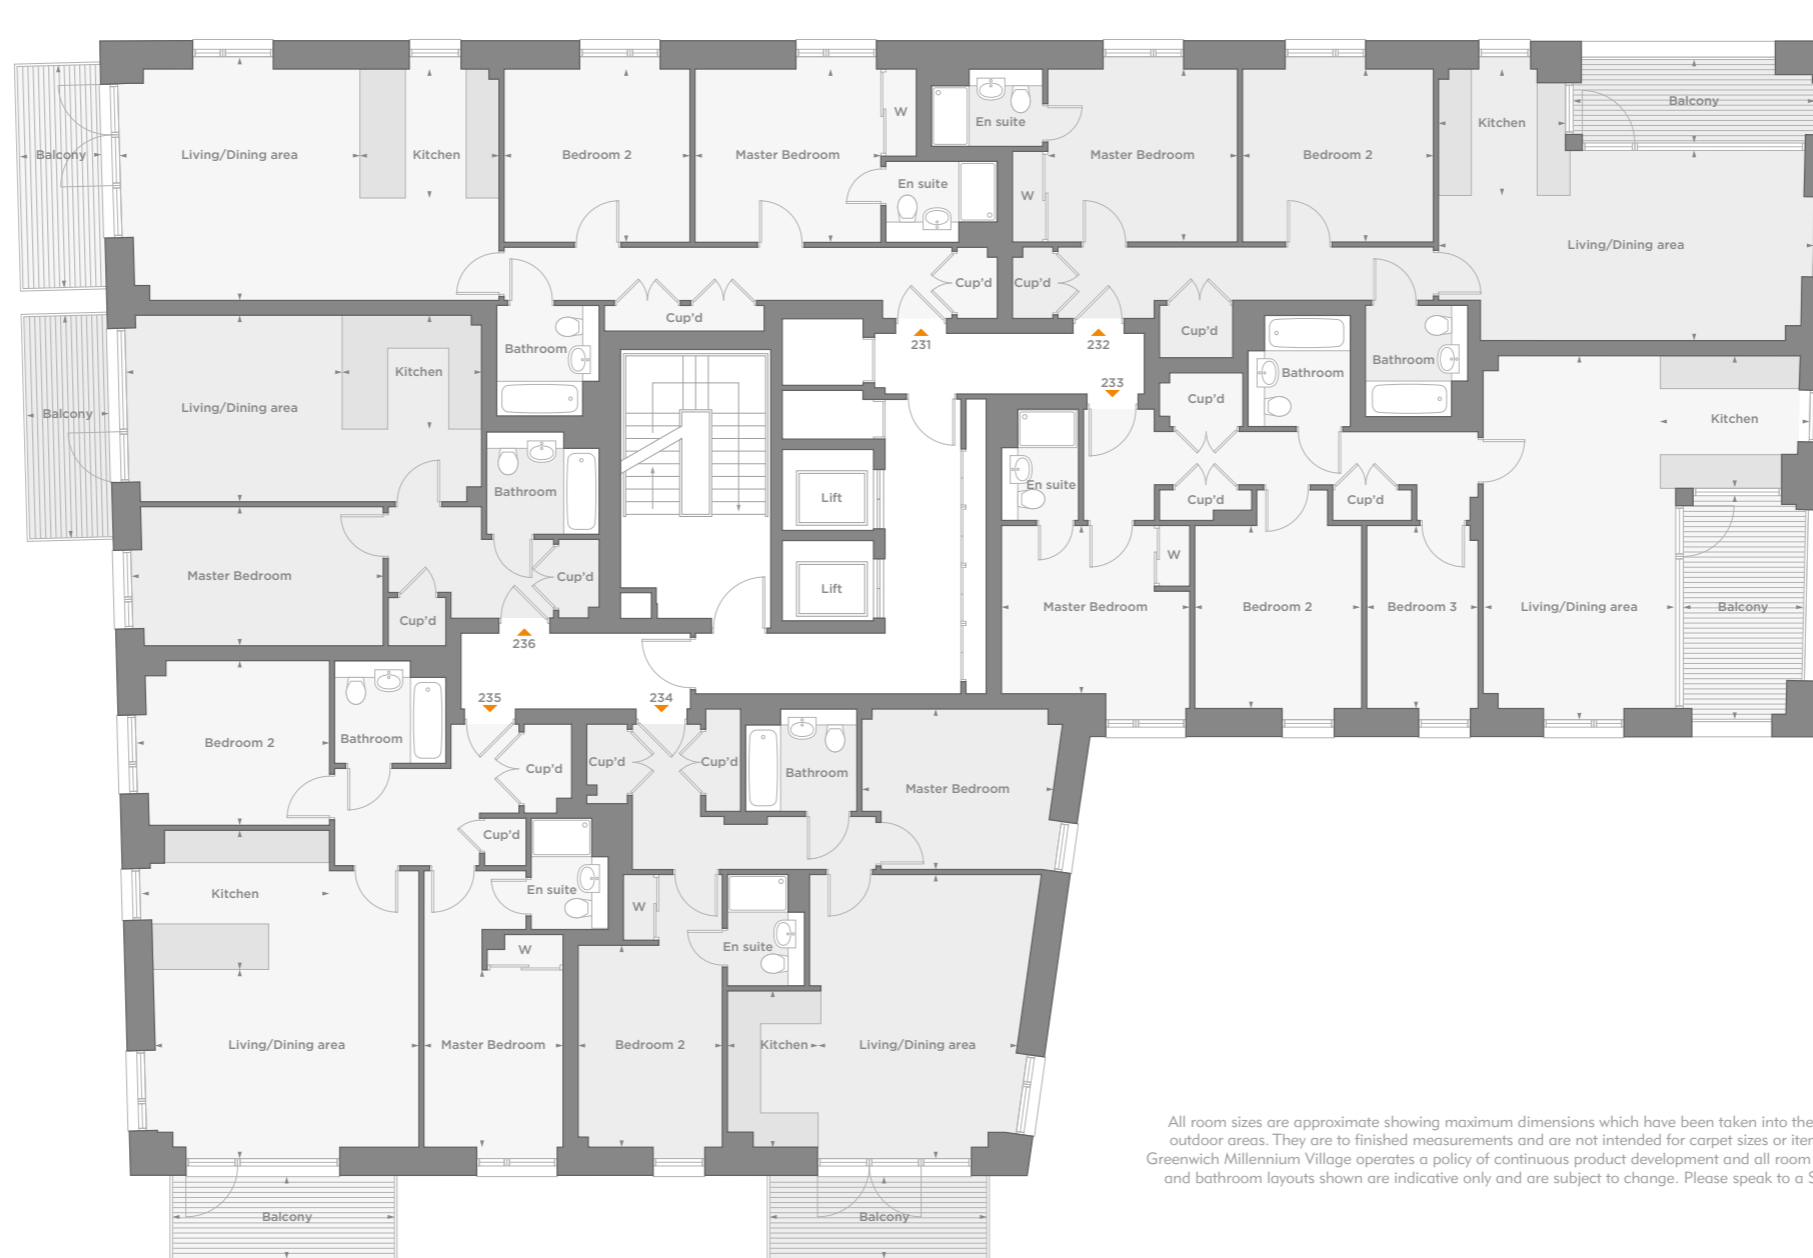 Balcony
Living/Dining area
Kitchen
Bedroom 2
Master Bedroom
W
En suite
En suite
W
Master Bedroom
Bedroom 2
Kitchen
Balcony
Living/Dining area
Cup'd
Cup'd
Cup'd
Cup'd
231
232
233
Bathroom
Balcony
Living/Dining area
Kitchen
Bathroom
Bathroom
Cup'd
Kitchen
Bathroom
Lift
Lift
En suite
Cup'd
Cup'd
W
Master Bedroom
Cup'd
Cup'd
236
Master Bedroom
Bedroom 2
Bedroom 3
Living/Dining area
Balcony
235
234
Bedroom 2
Bathroom
Cup'd
Cup'd
Cup'd
Bathroom
Master Bedroom
Cup'd
Kitchen
En suite
W
W
En suite
Living/Dining area
Master Bedroom
Bedroom 2
Kitchen
Living/Dining area
Balcony
Balcony
All room sizes are approximate showing maximum dimensions which have been taken into the
outdoor areas. They are to finished measurements and are not intended for carpet sizes or iter
Greenwich Millennium Village operates a policy of continuous product development and all room
and bathroom layouts shown are indicative only and are subject to change. Please speak to a S